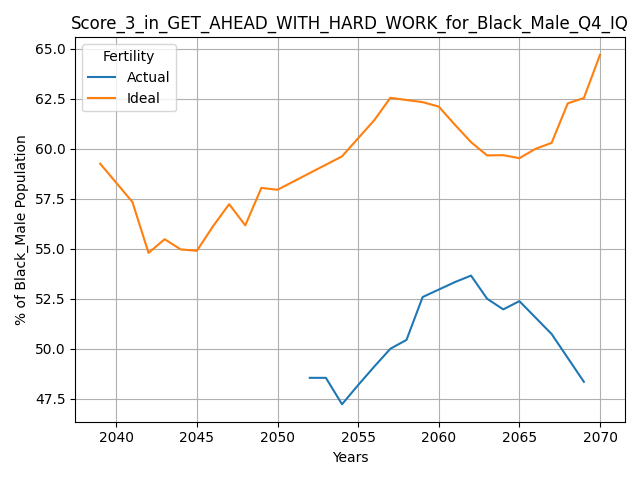 Score_3_in_GET_AHEAD_WITH_HARD_WORK_for_Black_Male_Q4_IQ
Fertility
Actual
Ideal
% of Black_Male Population
65.0
62.5
60.0
57.5
55.0
52.5
50.0
47.5
2040 2045 2050 2055 2060 2065 2070
Years